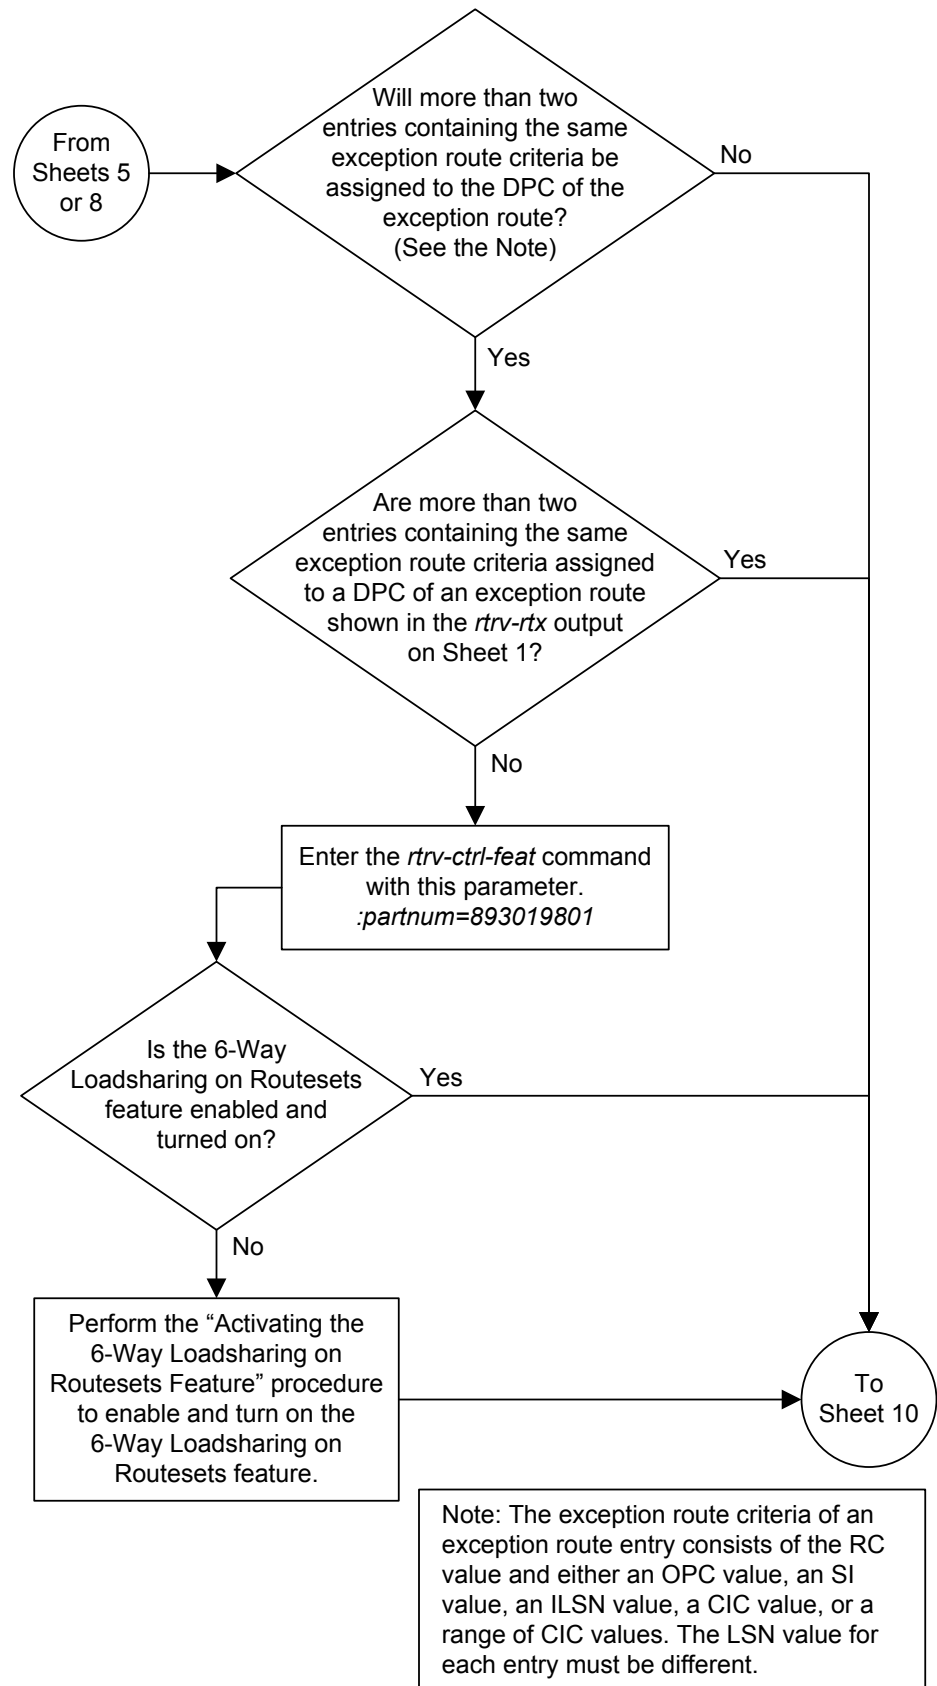 From
Sheets 5
or 8
Will more than two
entries containing the same
exception route criteria be
assigned to the DPC of the
exception route?
(See the Note)
No
Yes
Are more than two
entries containing the same
exception route criteria assigned
to a DPC of an exception route
shown in the rtrv-rtx output
on Sheet 1?
Yes
No
Enter the rtrv-ctrl-feat command
with this parameter.
:partnum=893019801
Is the 6-Way
Loadsharing on Routesets
feature enabled and
turned on?
Yes
No
Perform the “Activating the
6-Way Loadsharing on
Routesets Feature” procedure
to enable and turn on the
6-Way Loadsharing on
Routesets feature.
To
Sheet 10
Note: The exception route criteria of an
exception route entry consists of the RC
value and either an OPC value, an SI
value, an ILSN value, a CIC value, or a
range of CIC values. The LSN value for
each entry must be different.